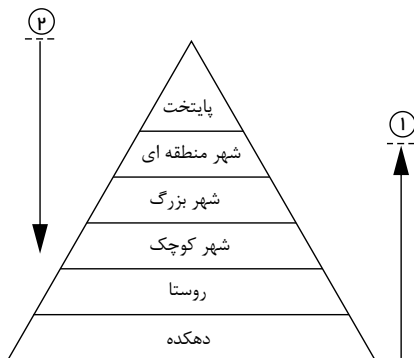 ۲
پایتخت
۱
شهر منطقه ای
شهر بزرگ
شهر کوچک
روستا
دهکده